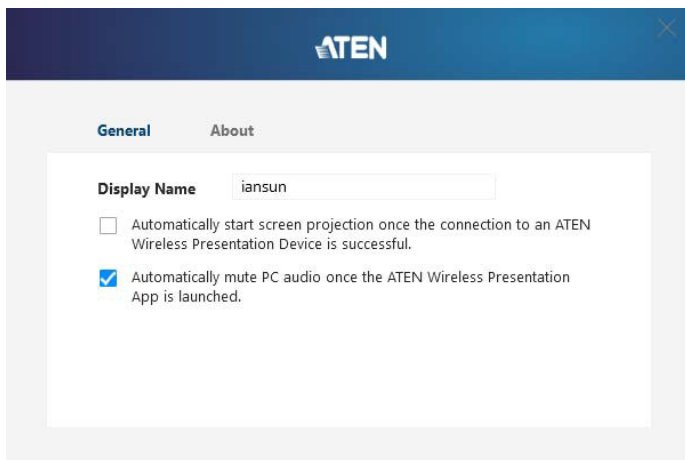 ATEN
General About
Display Name iansun
Automatically start screen projection once the connection to an ATEN
Wireless Presentation Device is successful.
Automatically mute PC audio once the ATEN Wireless Presentation
App is launched.